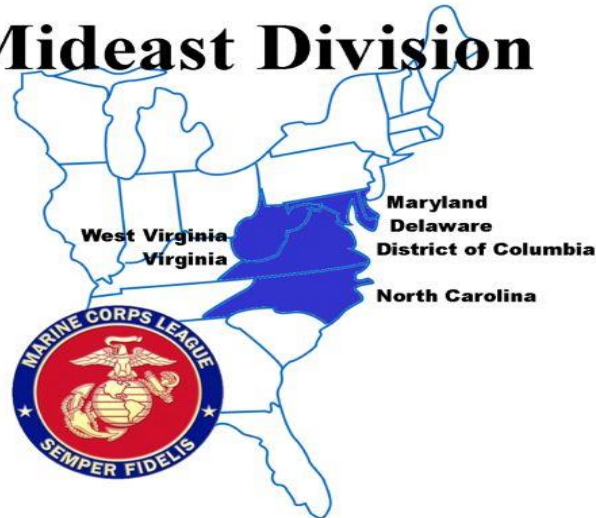 Mideast Division
Maryland
Delaware
West Virginia
District of Columbia
Virginia
North Carolina
MARINE CORPS LEAGUE
SEMPER FIDELIS